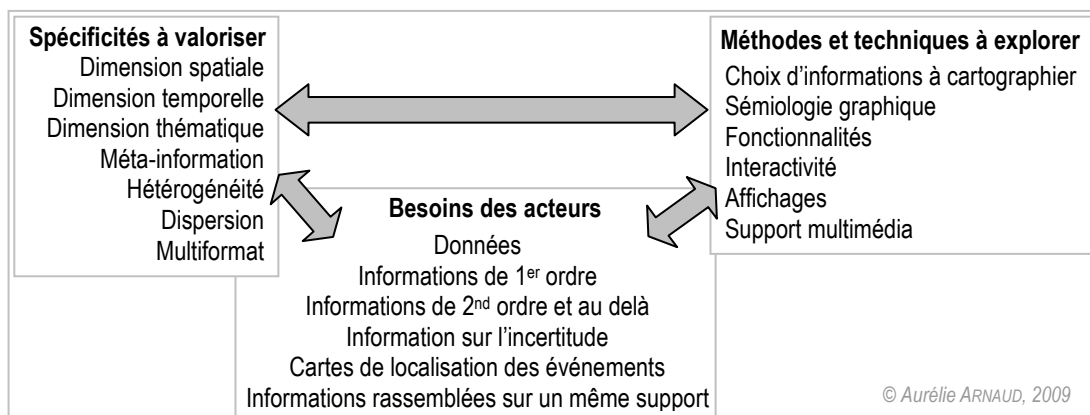 Spécificités à valoriser
Dimension spatiale
Dimension temporelle
Dimension thématique
Méta-information
Hétérogénéité
Dispersion
Multiformat
Méthodes et techniques à explorer
Choix d’informations à cartographier
Sémiologie graphique
Fonctionnalités
Interactivité
Affichages
Support multimédia
Besoins des acteurs
Données
Informations de 1er ordre
Informations de 2nd ordre et au delà
Information sur l’incertitude
Cartes de localisation des événements
Informations rassemblées sur un même support
© Aurélie ARNAUD, 2009